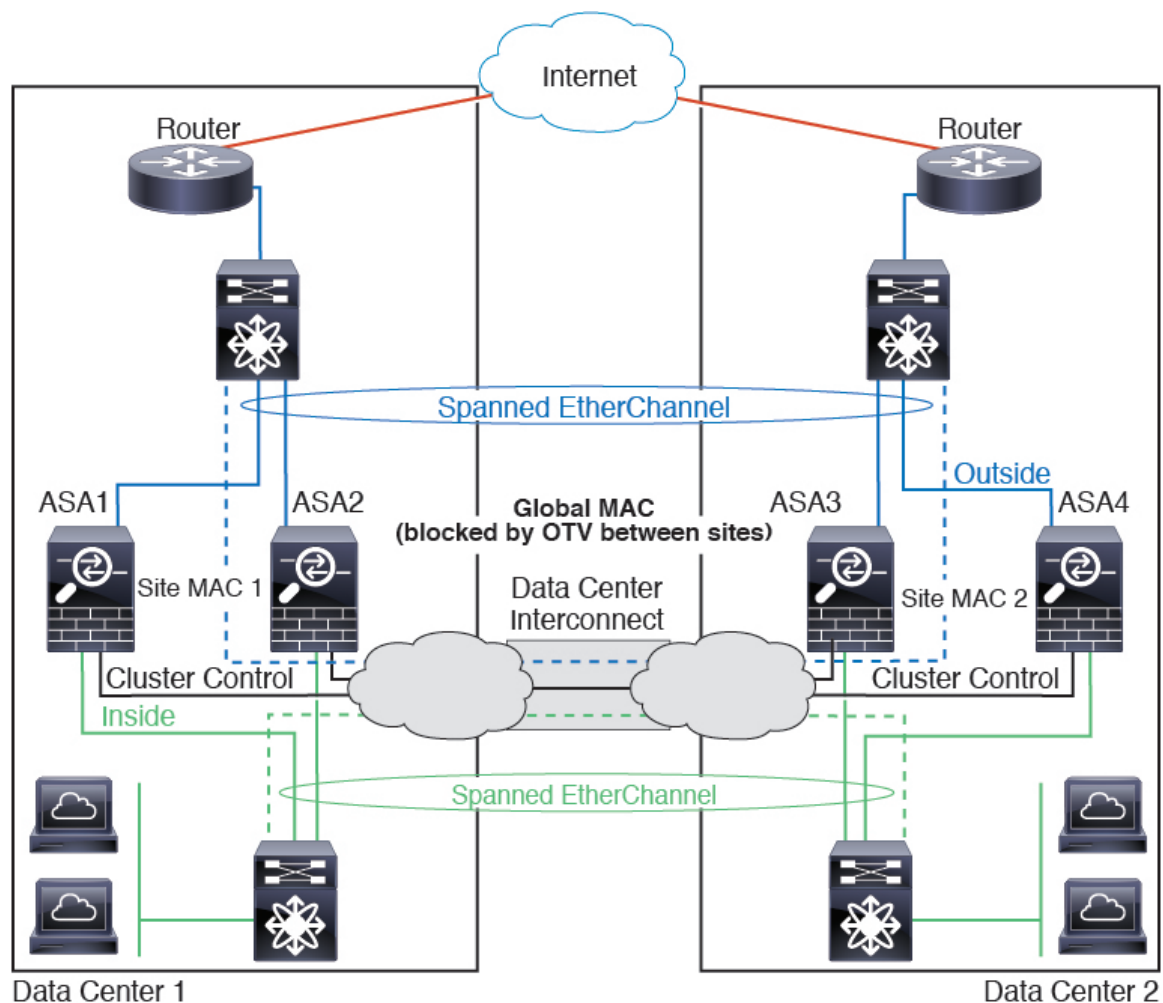 Internet
Router
Router
Spanned EtherChannel
Outside
ASA1
ASA2
Global MAC
(blocked by OTV between sites)
ASA3
ASA4
Site MAC 1
Data Center
Interconnect
Site MAC 2
Cluster Control
Cluster Control
Inside
Spanned EtherChannel
Data Center 1
Data Center 2